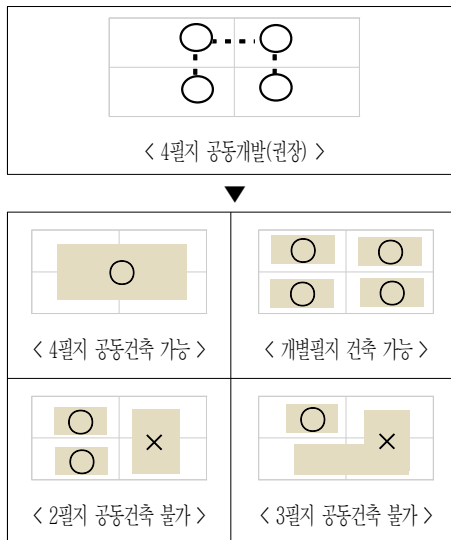 < 4필지 공동개발(권장) >
▼
< 4필지 공동건축 가능 >
< 개별필지 건축 가능 >
×
×
< 2필지 공동건축 불가 >
< 3필지 공동건축 불가 >